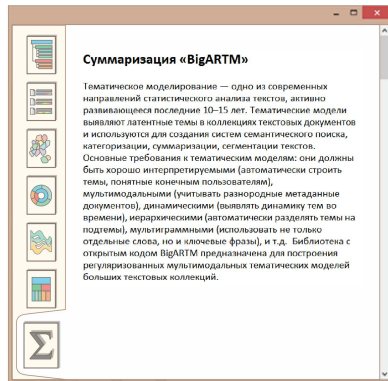 Суммаризация «BigARTM»
Тематическое моделирование — одно из современных
направлений статистического анализа текстов, активно
развивающееся последние 10–15 лет. Тематические модели
выявляют латентные темы в коллекциях текстовых документов
и используются для создания систем семантического поиска,
категоризации, суммаризации, сегментации текстов.
Основные требования к тематическим моделям: они должны
быть хорошо интерпретируемыми (автоматически строить
темы, понятные конечным пользователям),
мультимодальными (учитывать разнородные метаданные
документов), динамическими (выявлять динамику тем во
времени), иерархическими (автоматически разделять темы на
подтемы), мультиграммными (использовать не только
отдельные слова, но и ключевые фразы), и т.д. Библиотека с
открытым кодом BigARTM предназначена для построения
регуляризованных мультимодальных тематических моделей
больших текстовых коллекций.
Σ